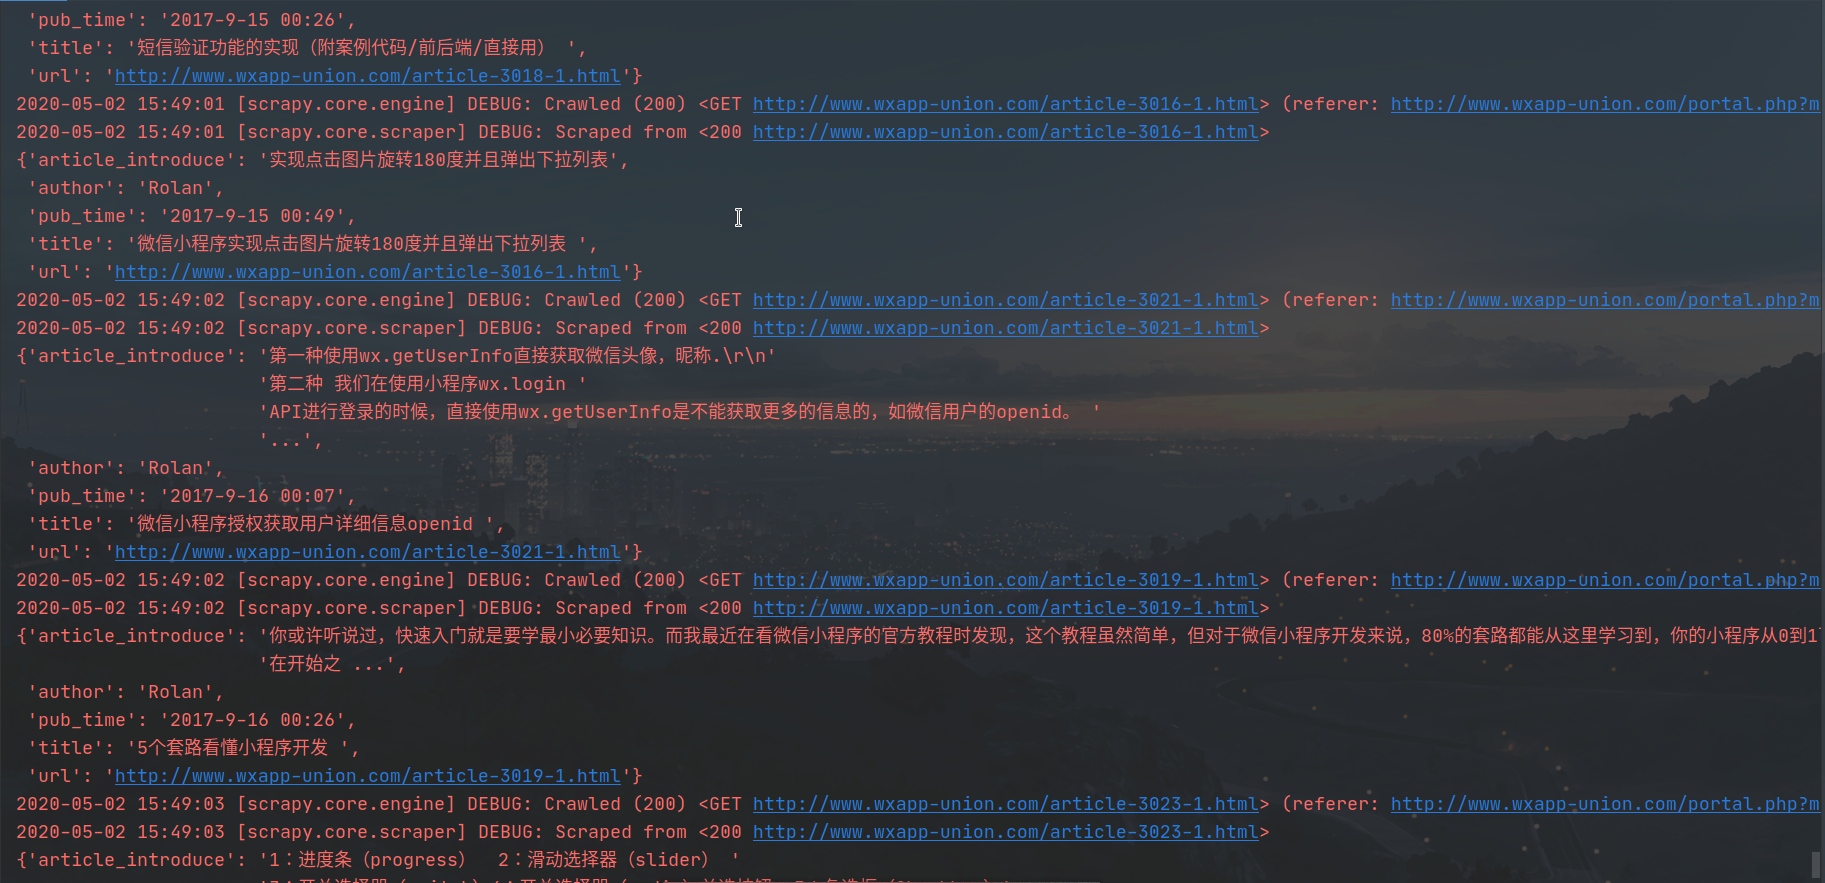 'pub_time': '2017-9-15 00:26',
'title': '短信验证功能的实现（附案例代码/前后端/直接用） ',
'url': 'http://www.wxapp-union.com/article-3018-1.html'}
2020-05-02 15:49:01 [scrapy.core.engine] DEBUG: Crawled (200) <GET http://www.wxapp-union.com/article-3016-1.html> (referer: http://www.wxapp-union.com/portal.php?m
2020-05-02 15:49:01 [scrapy.core.scraper] DEBUG: Scraped from <200 http://www.wxapp-union.com/article-3016-1.html>
{'article_introduce': '实现点击图片旋转180度并且弹出下拉列表',
'author': 'Rolan',
'pub_time': '2017-9-15 00:49',
'title': '微信小程序实现点击图片旋转180度并且弹出下拉列表 ',
'url': 'http://www.wxapp-union.com/article-3016-1.html'}
2020-05-02 15:49:02 [scrapy.core.engine] DEBUG: Crawled (200) <GET http://www.wxapp-union.com/article-3021-1.html> (referer: http://www.wxapp-union.com/portal.php?m
2020-05-02 15:49:02 [scrapy.core.scraper] DEBUG: Scraped from <200 http://www.wxapp-union.com/article-3021-1.html>
{'article_introduce': '第一种使用wx.getUserInfo直接获取微信头像，昵称.\r\n'
'第二种 我们在使用小程序wx.login '
'API进行登录的时候，直接使用wx.getUserInfo是不能获取更多的信息的，如微信用户的openid。 '
'...',
'author': 'Rolan',
'pub_time': '2017-9-16 00:07',
'title': '微信小程序授权获取用户详细信息openid ',
'url': 'http://www.wxapp-union.com/article-3021-1.html'}
2020-05-02 15:49:02 [scrapy.core.engine] DEBUG: Crawled (200) <GET http://www.wxapp-union.com/article-3019-1.html> (referer: http://www.wxapp-union.com/portal.php?m
2020-05-02 15:49:02 [scrapy.core.scraper] DEBUG: Scraped from <200 http://www.wxapp-union.com/article-3019-1.html>
{'article_introduce': '你或许听说过，快速入门就是要学最小必要知识。而我最近在看微信小程序的官方教程时发现，这个教程虽然简单，但对于微信小程序开发来说，80%的套路都能从这里学习到，你的小程序从0到1
'在开始之 ...',
'author': 'Rolan',
'pub_time': '2017-9-16 00:26',
'title': '5个套路看懂小程序开发 ',
'url': 'http://www.wxapp-union.com/article-3019-1.html'}
2020-05-02 15:49:03 [scrapy.core.engine] DEBUG: Crawled (200) <GET http://www.wxapp-union.com/article-3023-1.html> (referer: http://www.wxapp-union.com/portal.php?m
2020-05-02 15:49:03 [scrapy.core.scraper] DEBUG: Scraped from <200 http://www.wxapp-union.com/article-3023-1.html>
{'article_introduce': '1：进度条（progress）  2：滑动选择器（slider） '